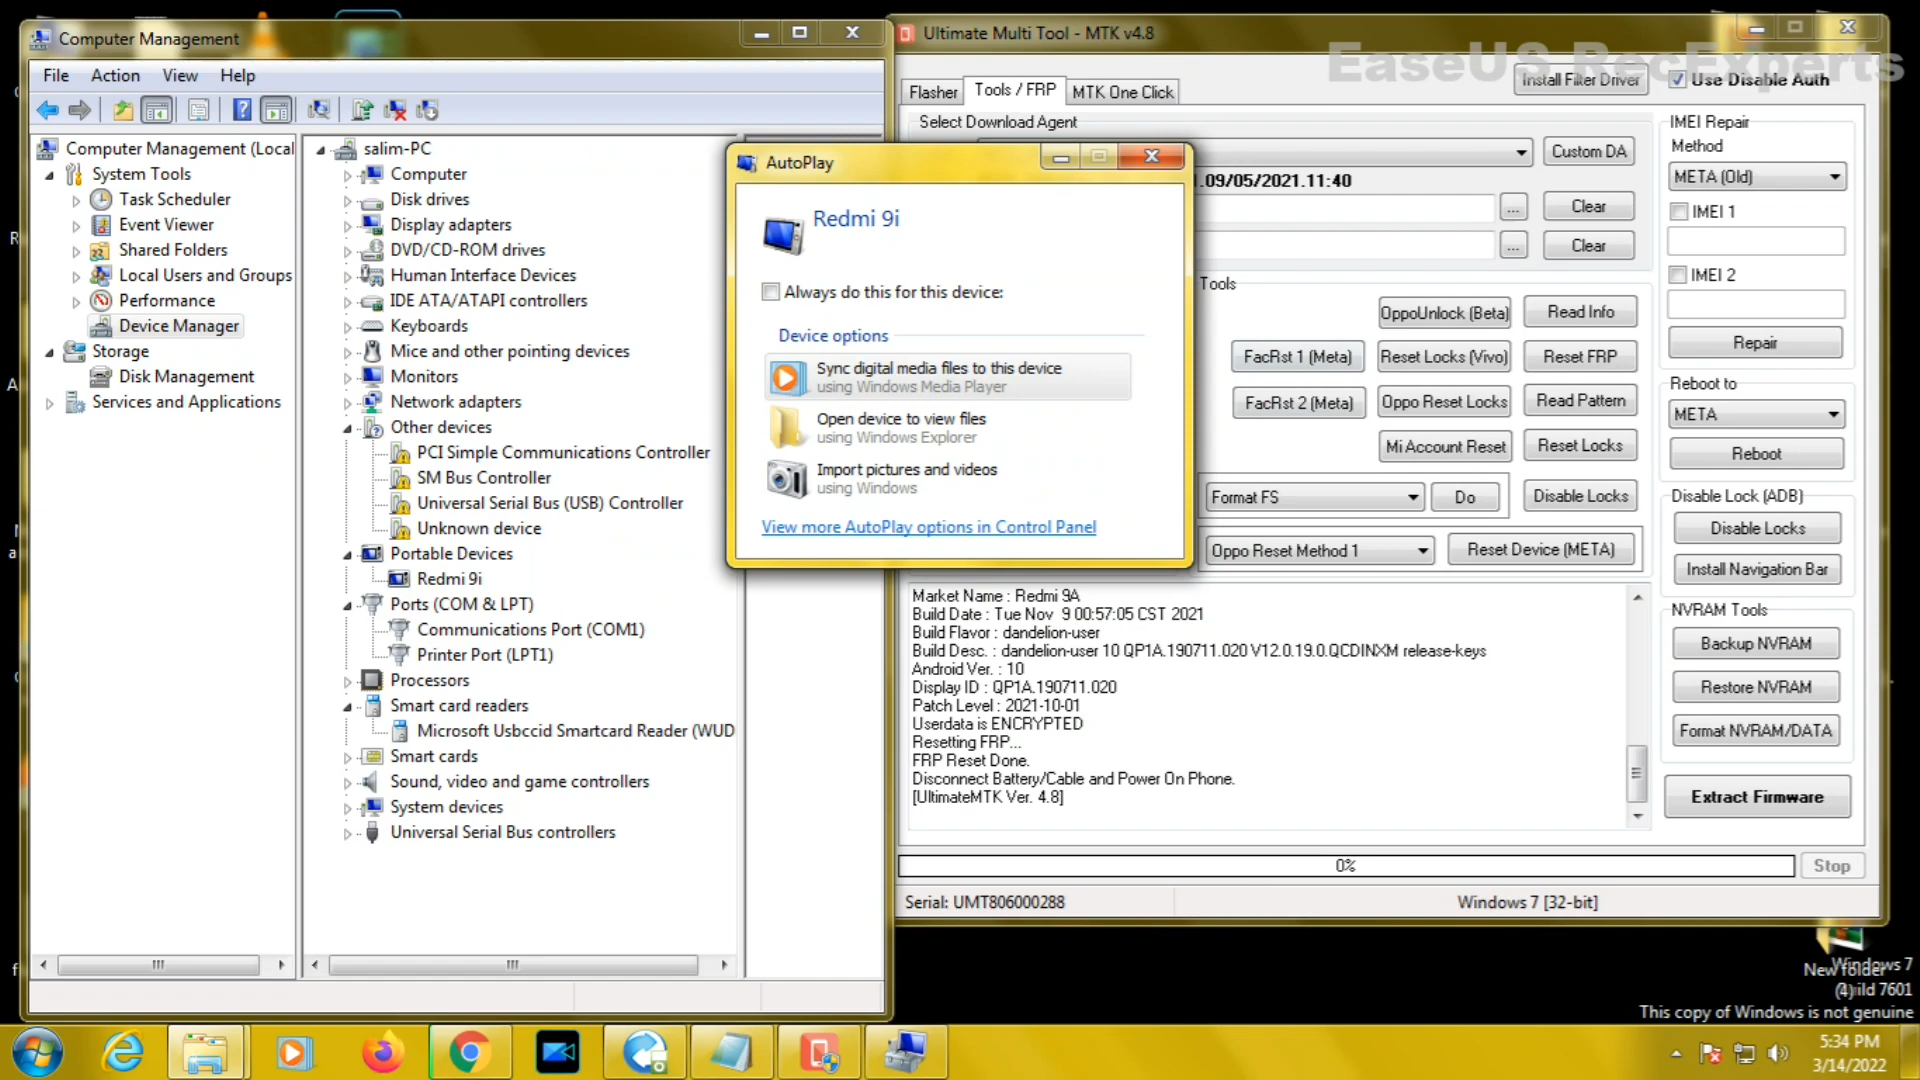 Computer Management
File Action View Help
Computer Management (Local
System Tools
Task Scheduler
Event Viewer
Shared Folders
Local Users and Groups
Performance
Device Manager
Storage
Disk Management
Services and Applications
salim-PC
Computer
Disk drives
Display adapters
DVD/CD-ROM drives
Human Interface Devices
IDE ATA/ATAPI controllers
Keyboards
Mice and other pointing devices
Monitors
Network adapters
Other devices
PCI Simple Communications Controller
SM Bus Controller
Universal Serial Bus (USB) Controller
Unknown device
Portable Devices
Redmi 9i
Ports (COM & LPT)
Communications Port (COM1)
Printer Port (LPT1)
Processors
Smart card readers
Microsoft Usbccid Smartcard Reader (WUD
Smart cards
Sound, video and game controllers
System devices
Universal Serial Bus controllers
AutoPlay
Redmi 9i
Always do this for this device:
Device options
Sync digital media files to this device
using Windows Media Player
Open device to view files
using Windows Explorer
Import pictures and videos
using Windows
View more AutoPlay options in Control Panel
Ultimate Multi Tool - MTK v4.8
EaseUS RecExperts
Flasher Tools / FRP MTK One Click
Install Filter Driver
Use Disable Auth
Select Download Agent
Custom DA
.09/05/2021.11:40
... Clear
... Clear
Tools
OppoUnlock (Beta) Read Info
FacRst 1 (Meta) Reset Locks (Vivo) Reset FRP
FacRst 2 (Meta) Oppo Reset Locks Read Pattern
Mi Account Reset Reset Locks
Format FS Do Disable Locks
Oppo Reset Method 1 Reset Device (META)
Market Name : Redmi 9A
Build Date : Tue Nov 9 00:57:05 CST 2021
Build Flavor : dandelion-user
Build Desc. : dandelion-user 10 QP1A.190711.020 V12.0.19.0.QCDINXM release-keys
Android Ver. : 10
Display ID : QP1A.190711.020
Patch Level : 2021-10-01
Userdata is ENCRYPTED
Resetting FRP...
FRP Reset Done.
Disconnect Battery/Cable and Power On Phone.
[UltimateMTK Ver. 4.8]
IMEI Repair
Method
META (Old)
IMEI 1
IMEI 2
Repair
Reboot to
META
Reboot
Disable Lock (ADB)
Disable Locks
Install Navigation Bar
NVRAM Tools
Backup NVRAM
Restore NVRAM
Format NVRAM/DATA
Extract Firmware
0% Stop
Serial: UMT806000288 Windows 7 [32-bit]
New folder
(4)
Windows 7
Build 7601
This copy of Windows is not genuine
5:34 PM
3/14/2022